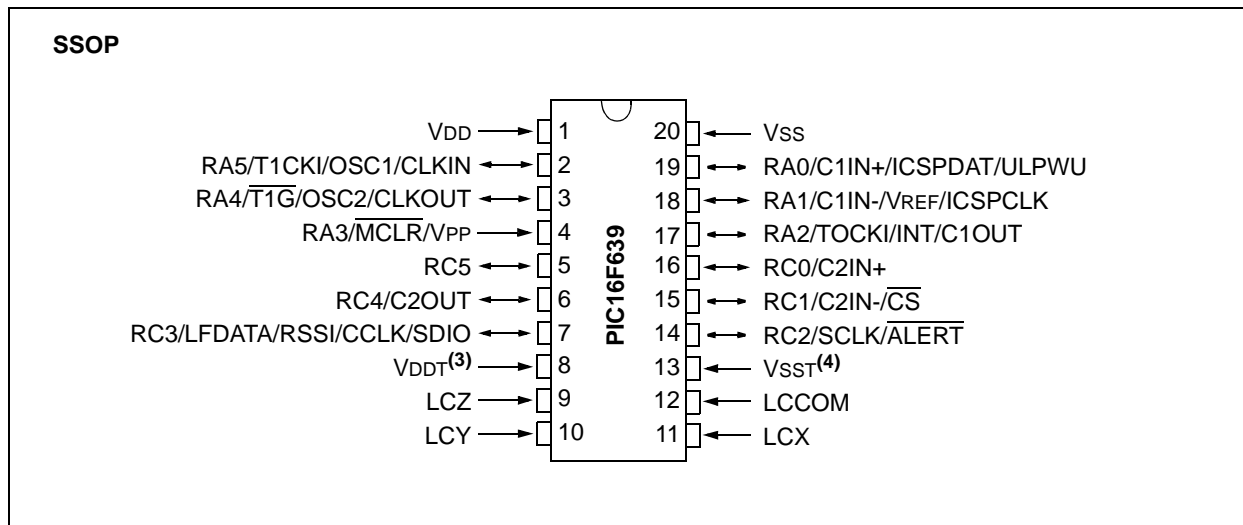 SSOP
VDD 1 20 VSS
RA5/T1CKI/OSC1/CLKIN 2 19 RA0/C1IN+/ICSPDAT/ULPWU
RA4/T1G/OSC2/CLKOUT 3 18 RA1/C1IN-/VREF/ICSPCLK
RA3/MCLR/VPP 4 17 RA2/TOCKI/INT/C1OUT
RC5 5 16 RC0/C2IN+
RC4/C2OUT 6 15 RC1/C2IN-/CS
RC3/LFDATA/RSSI/CCLK/SDIO 7 14 RC2/SCLK/ALERT
VDDT(3) 8 13 VSST(4)
LCZ 9 12 LCCOM
LCY 10 11 LCX
PIC16F639